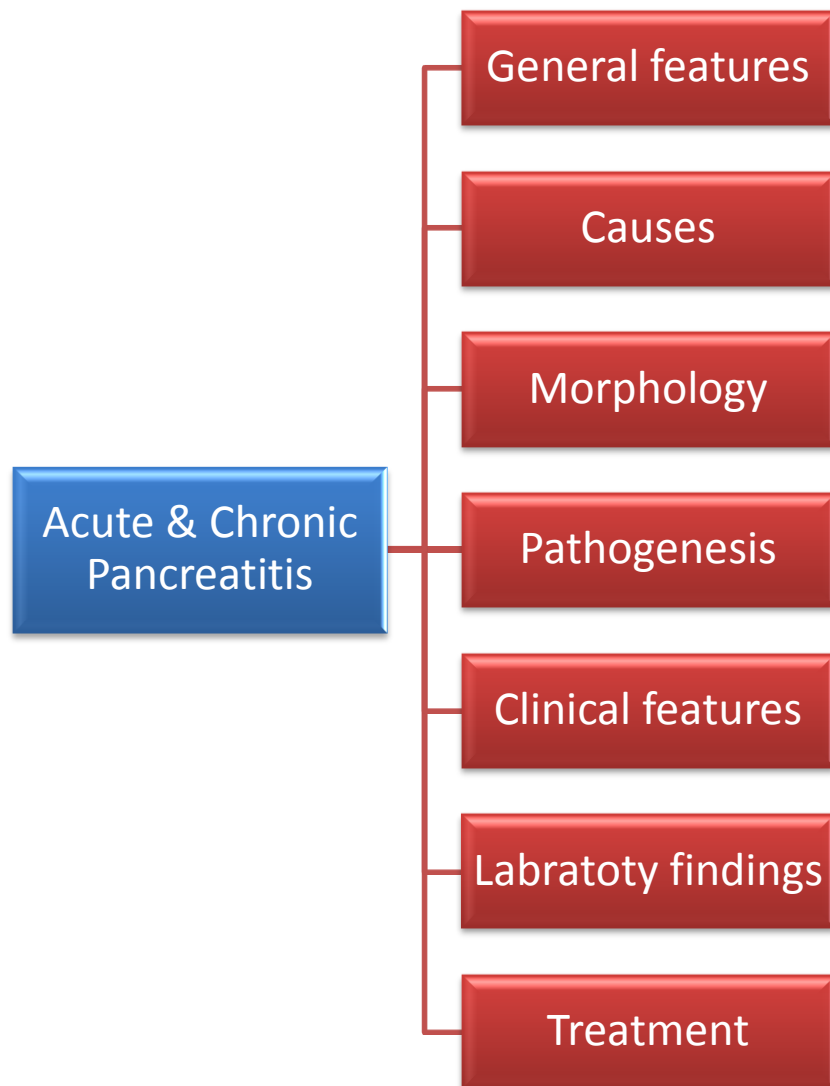 General features
Causes
Morphology
Acute & Chronic
Pancreatitis
Pathogenesis
Clinical features
Labratoty findings
Treatment